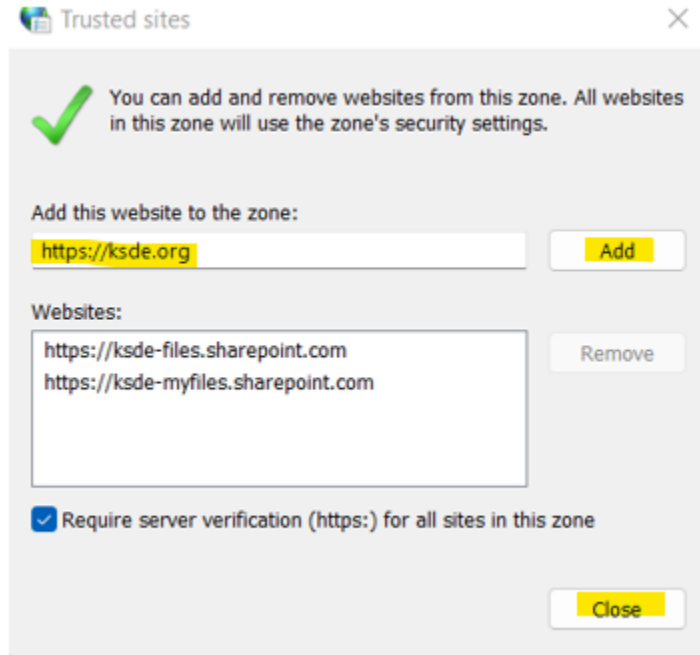 Trusted sites
You can add and remove websites from this zone. All websites
in this zone will use the zone's security settings.
Add this website to the zone:
https://ksde.org
Add
Websites:
https://ksde-files.sharepoint.com
Remove
https://ksde-myfiles.sharepoint.com
Require server verification (https:) for all sites in this zone
Close